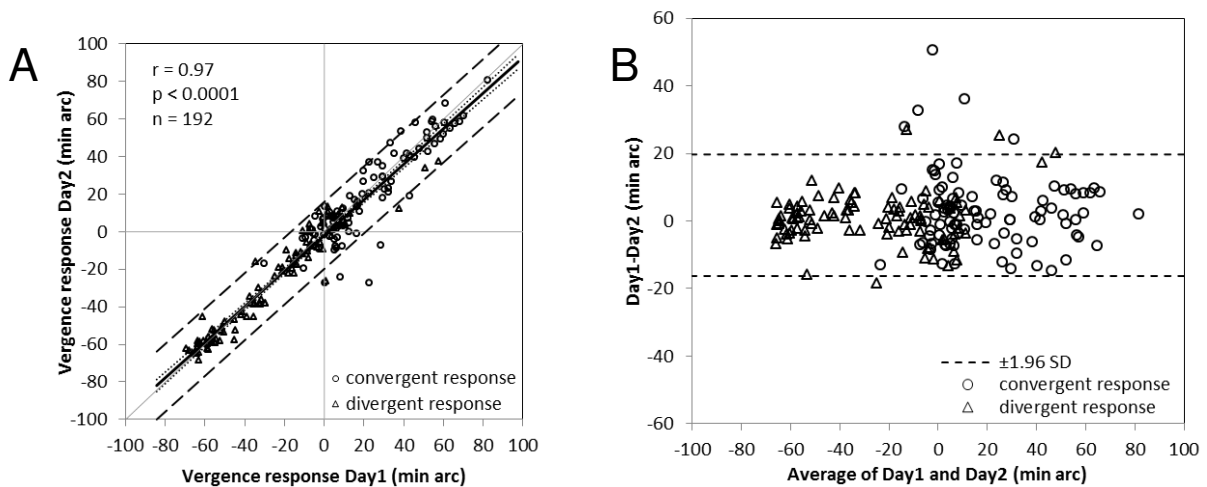 A
r = 0.97
p < 0.0001
n = 192
Vergence response Day2 (min arc)
100
80
60
40
20
0
-20
-40
-60
-80
-100
-100 -80 -60 -40 -20 0 20 40 60 80 100
convergent response
divergent response
Vergence response Day1 (min arc)
B
Day1-Day2 (min arc)
60
40
20
0
-20
-40
-60
-100 -80 -60 -40 -20 0 20 40 60 80 100
±1.96 SD
convergent response
divergent response
Average of Day1 and Day2 (min arc)